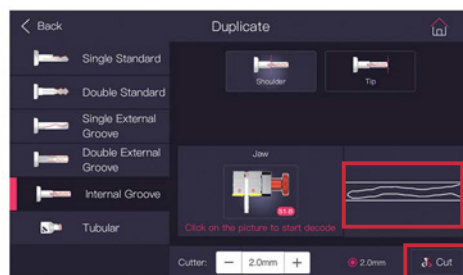 Back
Duplicate
Single Standard
Double Standard
Single External
Groove
Double External
Groove
Internal Groove
Tubular
Shoulder
Tip
Jaw
S1-B
Click on the picture to start decode
Cutter: − 2.0mm + 2.0mm Cut